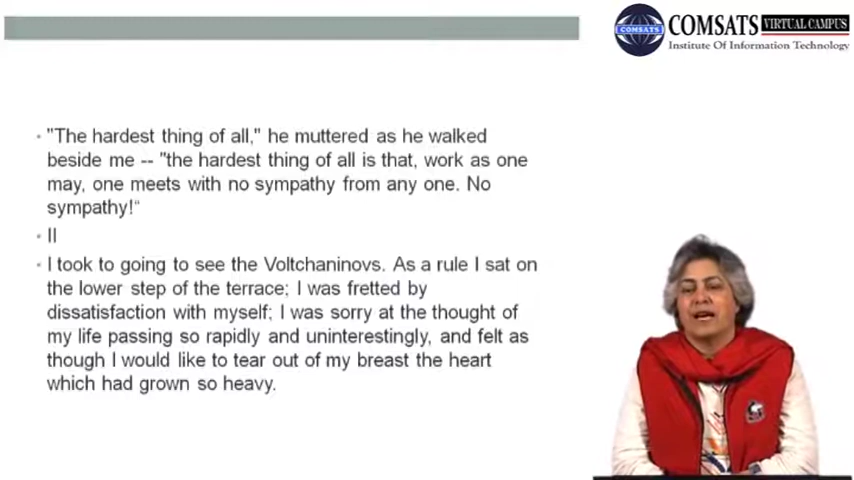 COMSATS VIRTUAL CAMPUS
I COMSATS
Institute Of Information Technology
• "The hardest thing of all," he muttered as he walked
beside me -- "the hardest thing of all is that, work as one
may, one meets with no sympathy from any one. No
sympathy!“
• II
• I took to going to see the Voltchaninovs. As a rule I sat on
the lower step of the terrace; I was fretted by
dissatisfaction with myself; I was sorry at the thought of
my life passing so rapidly and uninterestingly, and felt as
though I would like to tear out of my breast the heart
which had grown so heavy.